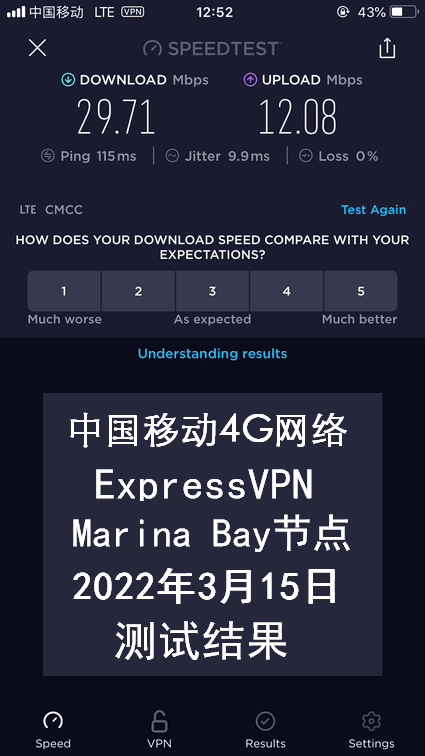 中国移动 LTE VPN 12:52 43%
SPEEDTEST
DOWNLOAD Mbps UPLOAD Mbps
29.71 12.08
Ping 115ms Jitter 9.9ms Loss 0%
LTE CMCC Test Again
HOW DOES YOUR DOWNLOAD SPEED COMPARE WITH YOUR
EXPECTATIONS?
1 2 3 4 5
Much worse As expected Much better
Understanding results
中国移动4G网络
ExpressVPN
Marina Bay节点
2022年3月15日
测试结果
Speed VPN Results Settings